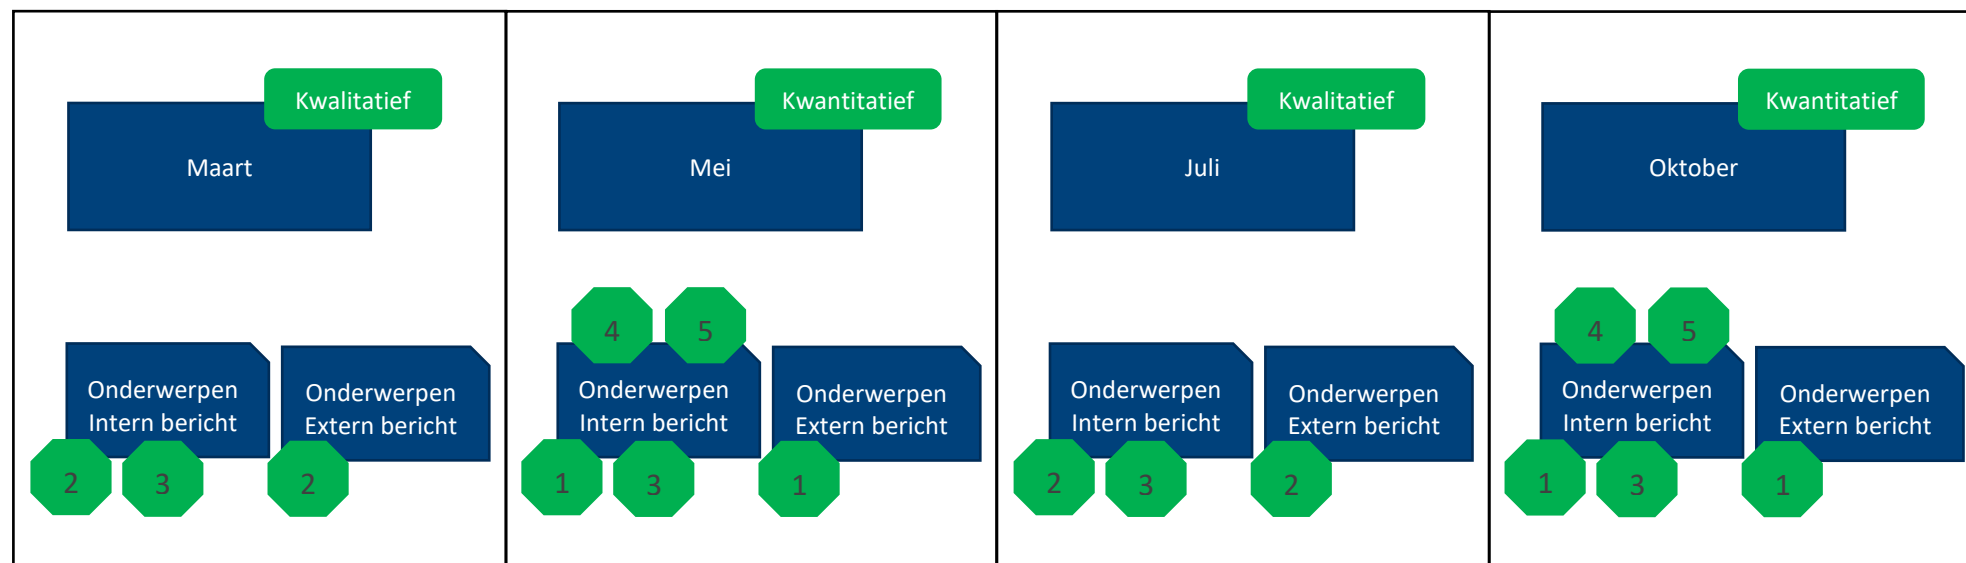 Kwalitatief
Maart
Onderwerpen
Intern bericht
2
3
Onderwerpen
Extern bericht
2
Kwantitatief
Mei
4
5
Onderwerpen
Intern bericht
1
3
Onderwerpen
Extern bericht
1
Kwalitatief
Juli
Onderwerpen
Intern bericht
2
3
Onderwerpen
Extern bericht
2
Kwantitatief
Oktober
4
5
Onderwerpen
Intern bericht
1
3
Onderwerpen
Extern bericht
1